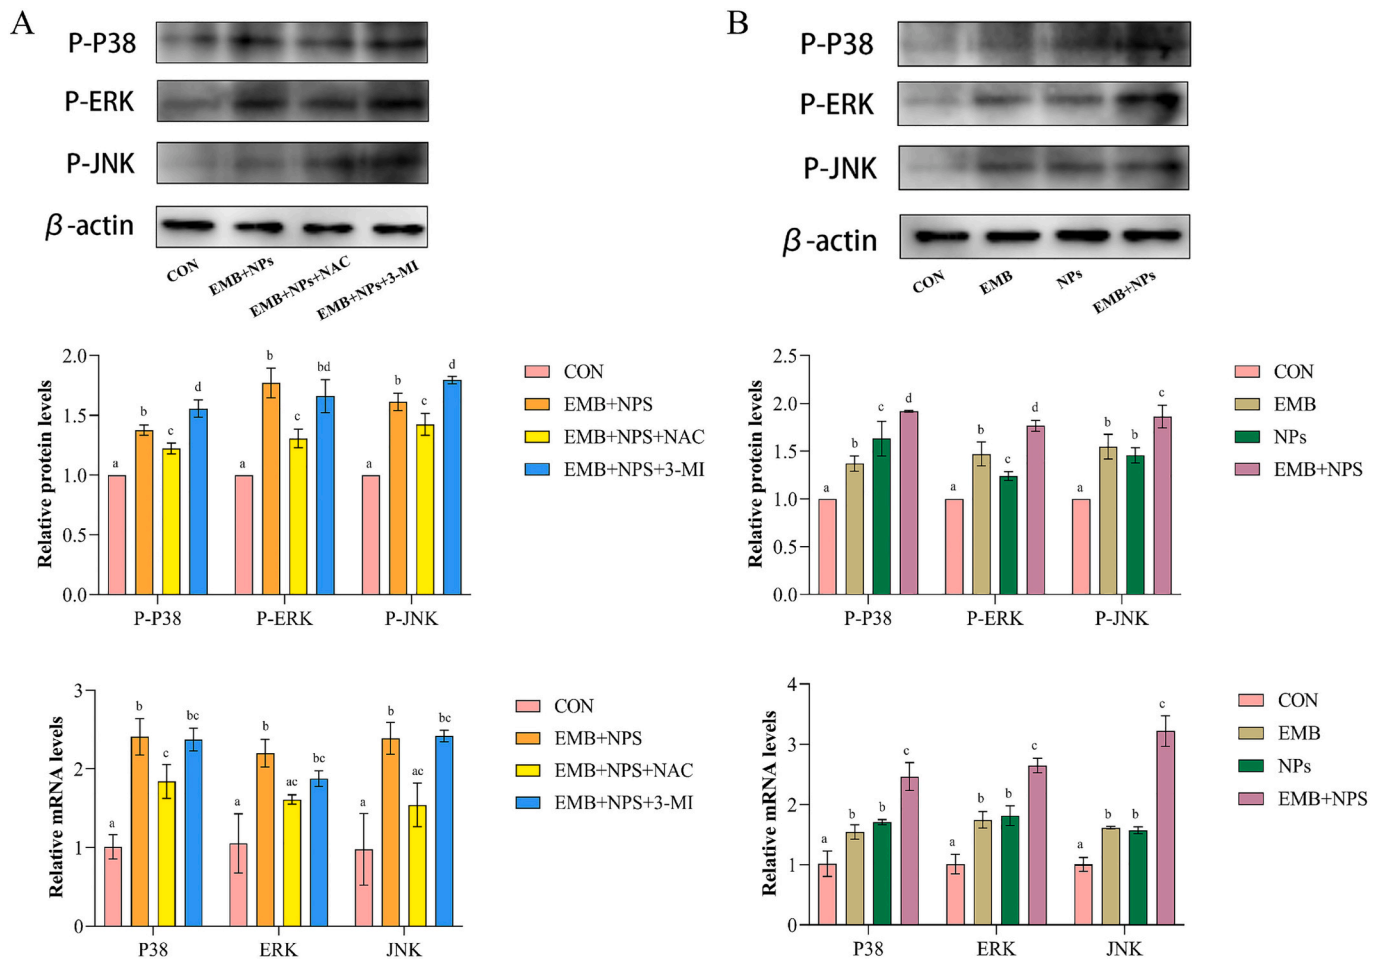 A
P-P38
P-ERK
P-JNK
β-actin
CON
EMB+NPs
EMB+NPs+NAC
EMB+NPs+3-MI
Relative protein levels
2.0
1.5
1.0
0.5
0.0
a
b
c
d
a
b
c
bd
a
b
c
d
P-P38
P-ERK
P-JNK
CON
EMB+NPS
EMB+NPS+NAC
EMB+NPS+3-MI
Relative mRNA levels
3
2
1
0
a
b
c
bc
a
b
ac
bc
a
b
ac
bc
P38
ERK
JNK
CON
EMB+NPS
EMB+NPS+NAC
EMB+NPS+3-MI
B
P-P38
P-ERK
P-JNK
β-actin
CON
EMB
NPs
EMB+NPs
Relative protein levels
2.5
2.0
1.5
1.0
0.5
0.0
a
b
c
d
a
b
c
d
a
b
b
c
P-P38
P-ERK
P-JNK
CON
EMB
NPs
EMB+NPS
Relative mRNA levels
4
3
2
1
0
a
b
b
c
a
b
b
c
a
b
b
c
P38
ERK
JNK
CON
EMB
NPs
EMB+NPS